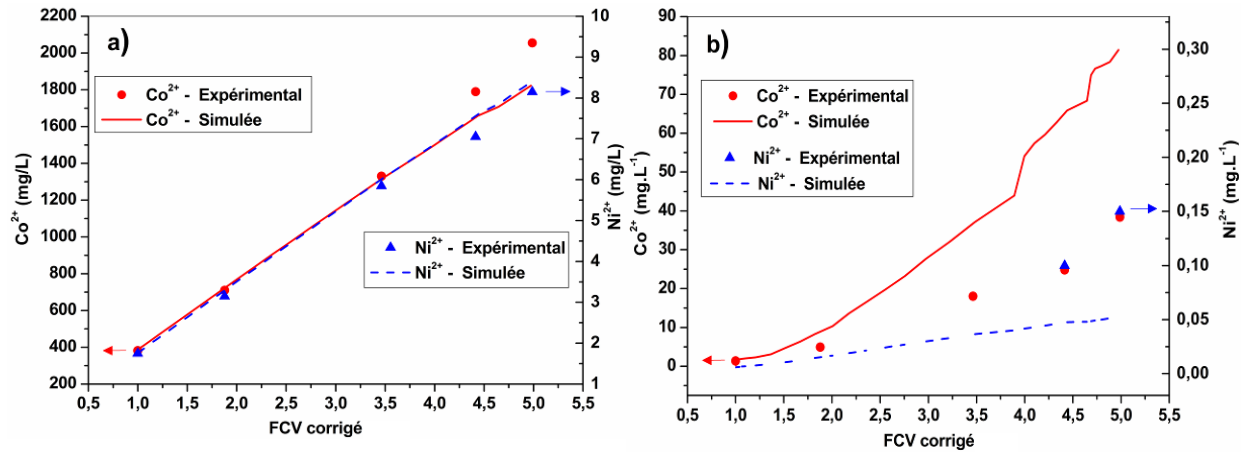 a)
2200
2000
1800
1600
1400
1200
1000
800
600
400
200
Co²⁺ (mg/L)
Co²⁺ - Expérimental
Co²⁺ - Simulée
Ni²⁺ - Expérimental
Ni²⁺ - Simulée
10
9
8
7
6
5
4
3
2
1
Ni²⁺ (mg/L)
0,5 1,0 1,5 2,0 2,5 3,0 3,5 4,0 4,5 5,0 5,5
FCV corrigé
b)
90
80
70
60
50
40
30
20
10
0
Co²⁺ (mg.L⁻¹)
Co²⁺ - Expérimental
Co²⁺ - Simulée
Ni²⁺ - Expérimental
Ni²⁺ - Simulée
0,30
0,25
0,20
0,15
0,10
0,05
0,00
Ni²⁺ (mg.L⁻¹)
0,5 1,0 1,5 2,0 2,5 3,0 3,5 4,0 4,5 5,0 5,5
FCV corrigé